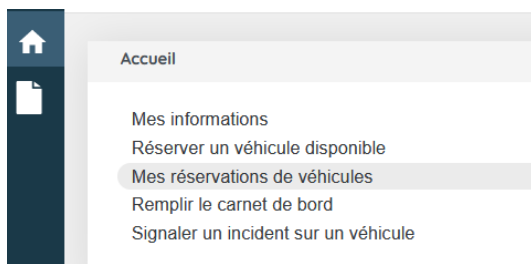 Accueil
Mes informations
Réserver un véhicule disponible
Mes réservations de véhicules
Remplir le carnet de bord
Signaler un incident sur un véhicule